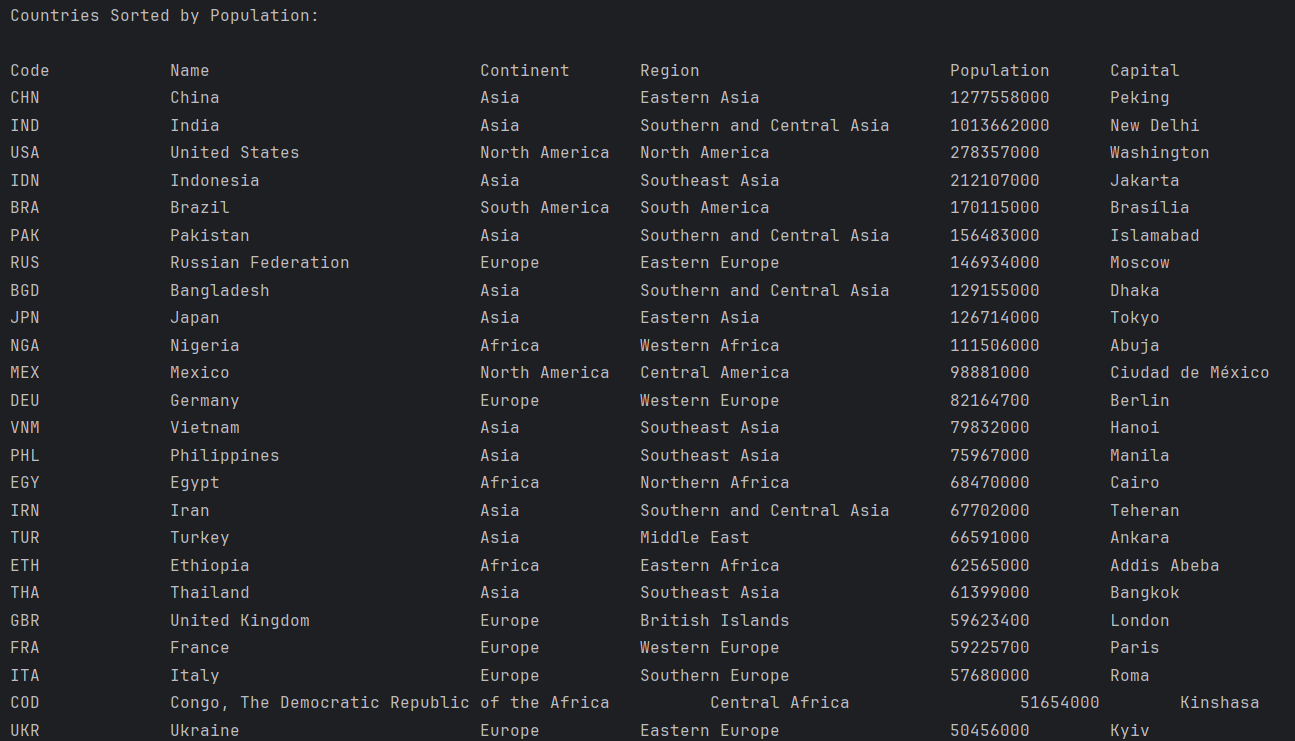 Countries Sorted by Population:
Code Name Continent Region Population Capital
CHN China Asia Eastern Asia 1277558000 Peking
IND India Asia Southern and Central Asia 1013662000 New Delhi
USA United States North America North America 278357000 Washington
IDN Indonesia Asia Southeast Asia 212107000 Jakarta
BRA Brazil South America South America 170115000 Brasília
PAK Pakistan Asia Southern and Central Asia 156483000 Islamabad
RUS Russian Federation Europe Eastern Europe 146934000 Moscow
BGD Bangladesh Asia Southern and Central Asia 129155000 Dhaka
JPN Japan Asia Eastern Asia 126714000 Tokyo
NGA Nigeria Africa Western Africa 111506000 Abuja
MEX Mexico North America Central America 98881000 Ciudad de México
DEU Germany Europe Western Europe 82164700 Berlin
VNM Vietnam Asia Southeast Asia 79832000 Hanoi
PHL Philippines Asia Southeast Asia 75967000 Manila
EGY Egypt Africa Northern Africa 68470000 Cairo
IRN Iran Asia Southern and Central Asia 67702000 Teheran
TUR Turkey Asia Middle East 66591000 Ankara
ETH Ethiopia Africa Eastern Africa 62565000 Addis Abeba
THA Thailand Asia Southeast Asia 61399000 Bangkok
GBR United Kingdom Europe British Islands 59623400 London
FRA France Europe Western Europe 59225700 Paris
ITA Italy Europe Southern Europe 57680000 Roma
COD Congo, The Democratic Republic of the Africa Central Africa 51654000 Kinshasa
UKR Ukraine Europe Eastern Europe 50456000 Kyiv